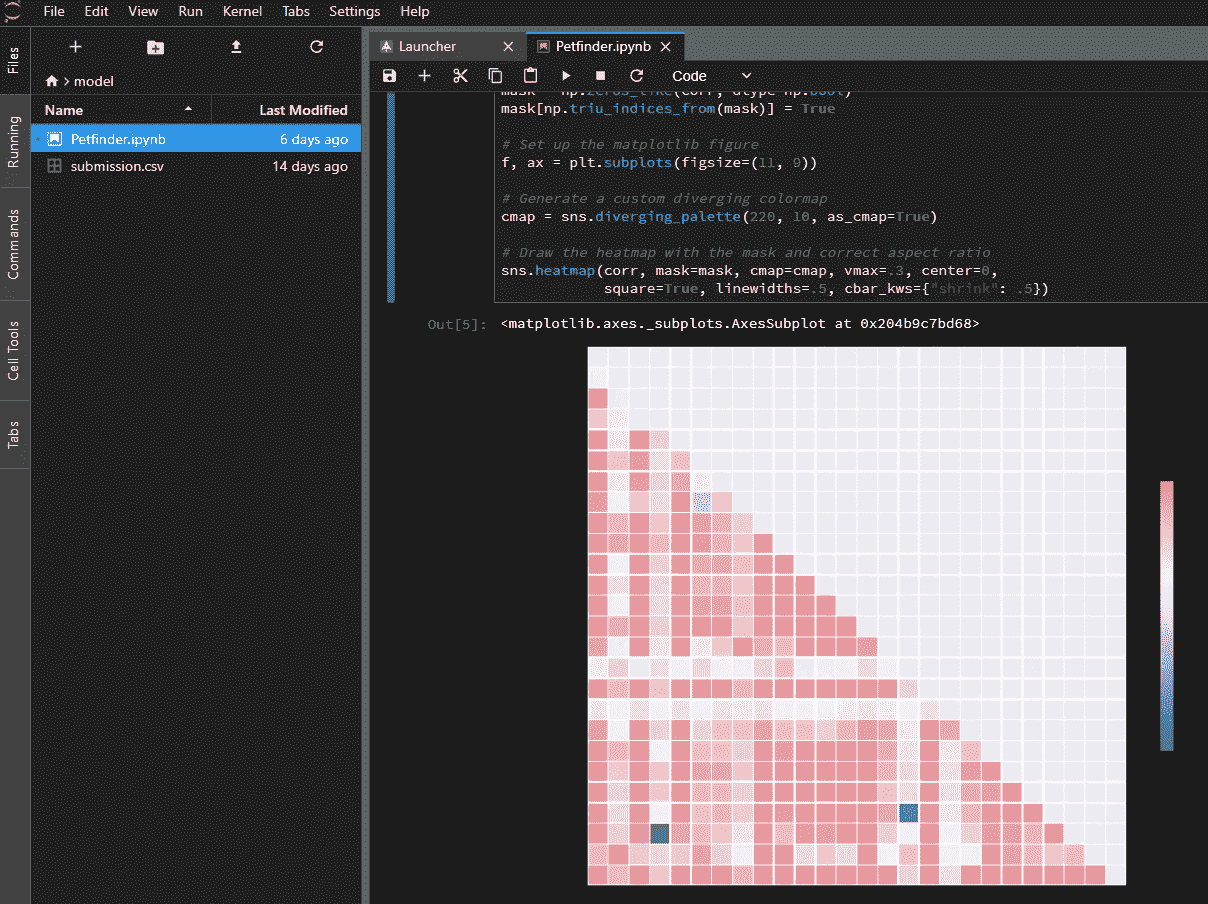 File Edit View Run Kernel Tabs Settings Help
Files
Running
Commands
Cell Tools
Tabs
model
Name Last Modified
Petfinder.ipynb 6 days ago
submission.csv 14 days ago
Launcher Petfinder.ipynb
Code
mask = np.zeros_like(corr, dtype=np.bool)
mask[np.triu_indices_from(mask)] = True
# Set up the matplotlib figure
f, ax = plt.subplots(figsize=(11, 9))
# Generate a custom diverging colormap
cmap = sns.diverging_palette(220, 10, as_cmap=True)
# Draw the heatmap with the mask and correct aspect ratio
sns.heatmap(corr, mask=mask, cmap=cmap, vmax=.3, center=0,
square=True, linewidths=.5, cbar_kws={"shrink": .5})
Out[5]: <matplotlib.axes._subplots.AxesSubplot at 0x204b9c7bd68>